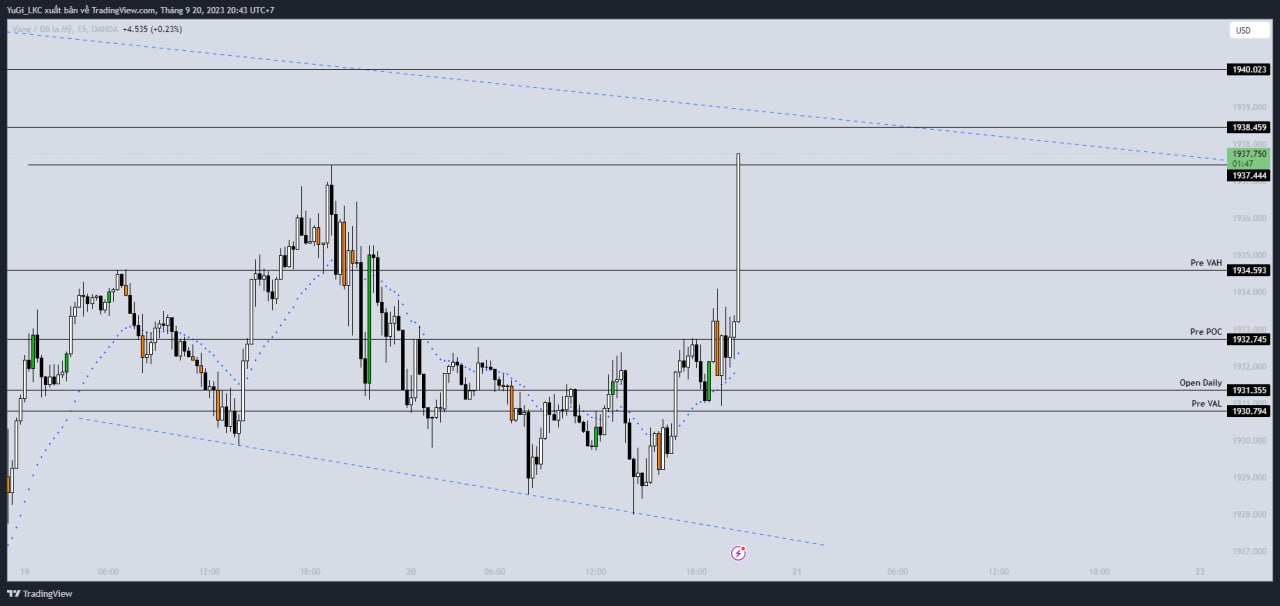 YuGi_LKC xuất bản về TradingView.com, Tháng 9 20, 2023 20:43 UTC+7
Vàng / Đô la Mỹ, 15, OANDA +4.535 (+0.23%)
USD
1940.023
1939.000
1938.459
1938.000
1937.750
01:47
1937.444
1936.000
1935.000
Pre VAH
1934.593
1934.000
1933.000
Pre POC
1932.745
1932.000
Open Daily
1931.355
Pre VAL
1930.794
1930.000
1929.000
1928.000
1927.000
19 06:00 12:00 18:00 20 06:00 12:00 18:00 21 06:00 12:00 18:00 22
TradingView